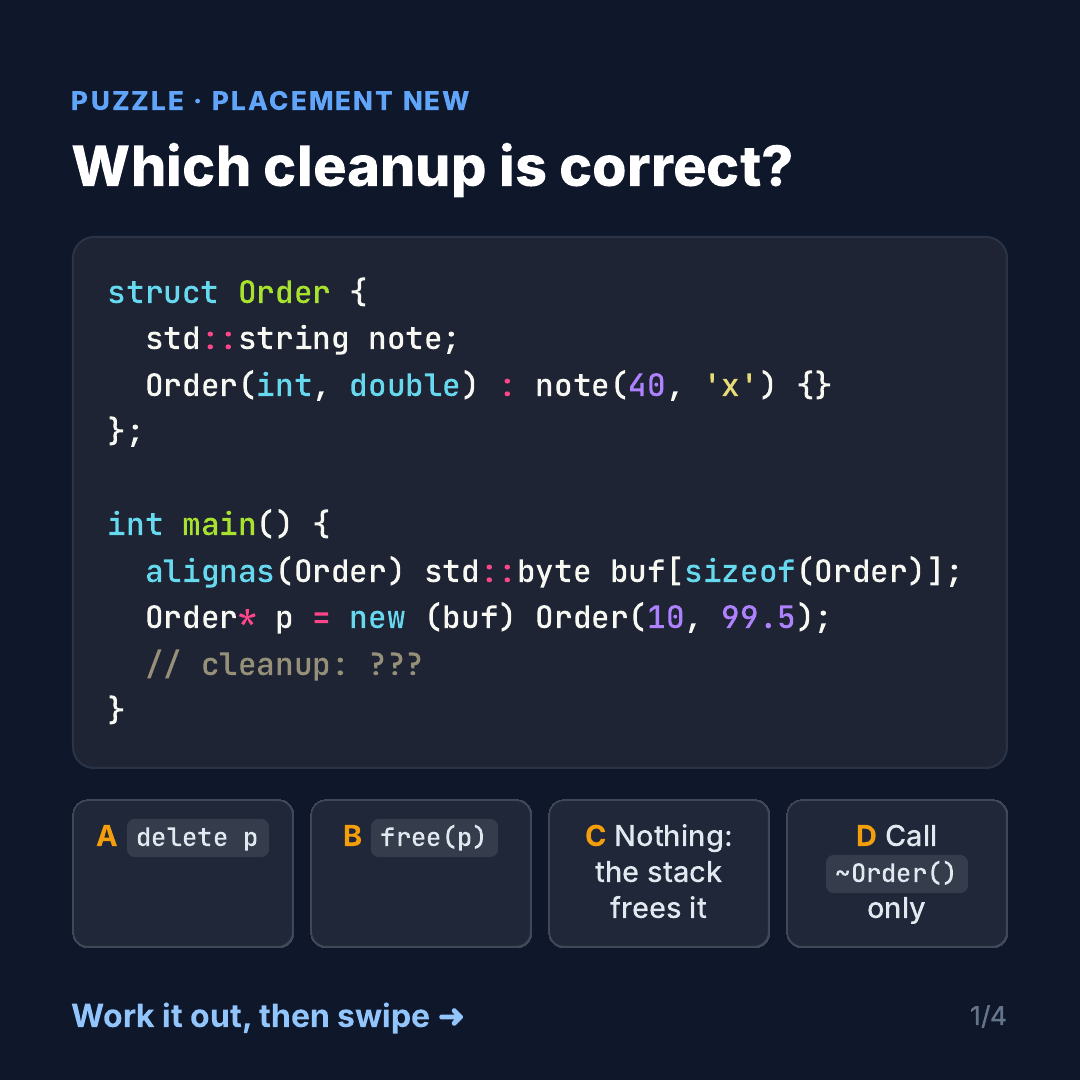 PUZZLE · PLACEMENT NEW
Which cleanup is correct?
struct Order {
  std::string note;
  Order(int, double) : note(40, 'x') {}
};

int main() {
  alignas(Order) std::byte buf[sizeof(Order)];
  Order* p = new (buf) Order(10, 99.5);
  // cleanup: ???
}
A delete p
B free(p)
C Nothing:
the stack
frees it
D Call
~Order()
only
Work it out, then swipe ➜
1/4